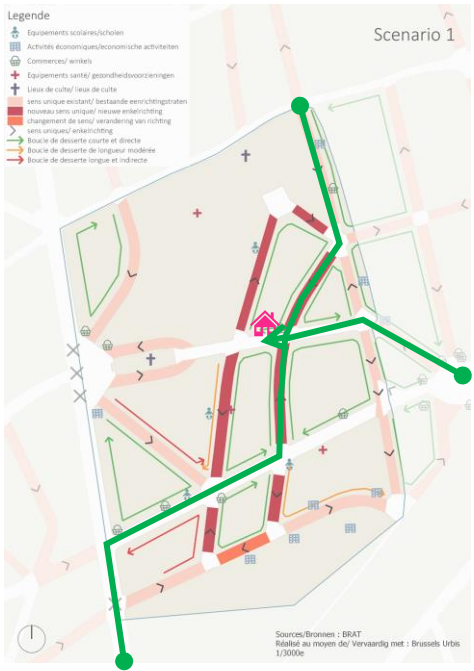 Legende
Scenario 1
Equipements scolaires/scholen
Activités économiques/economische activiteiten
Commerces/ winkels
Equipements santé/ gezondheidsvoorzieningen
Lieux de culte/ lieux de culte
sens unique existant/ bestaande eenrichtingstraten
nouveau sens unique/ nieuwe enkelrichting
changement de sens/ verandering van richting
sens uniques/ enkelrichting
Boucle de desserte courte et directe
Boucle de desserte de longueur modérée
Boucle de desserte longue et indirecte
Sources/Bronnen : BRAT
Réalisé au moyen de/ Vervaardig met : Brussels Urbis
1/3000e